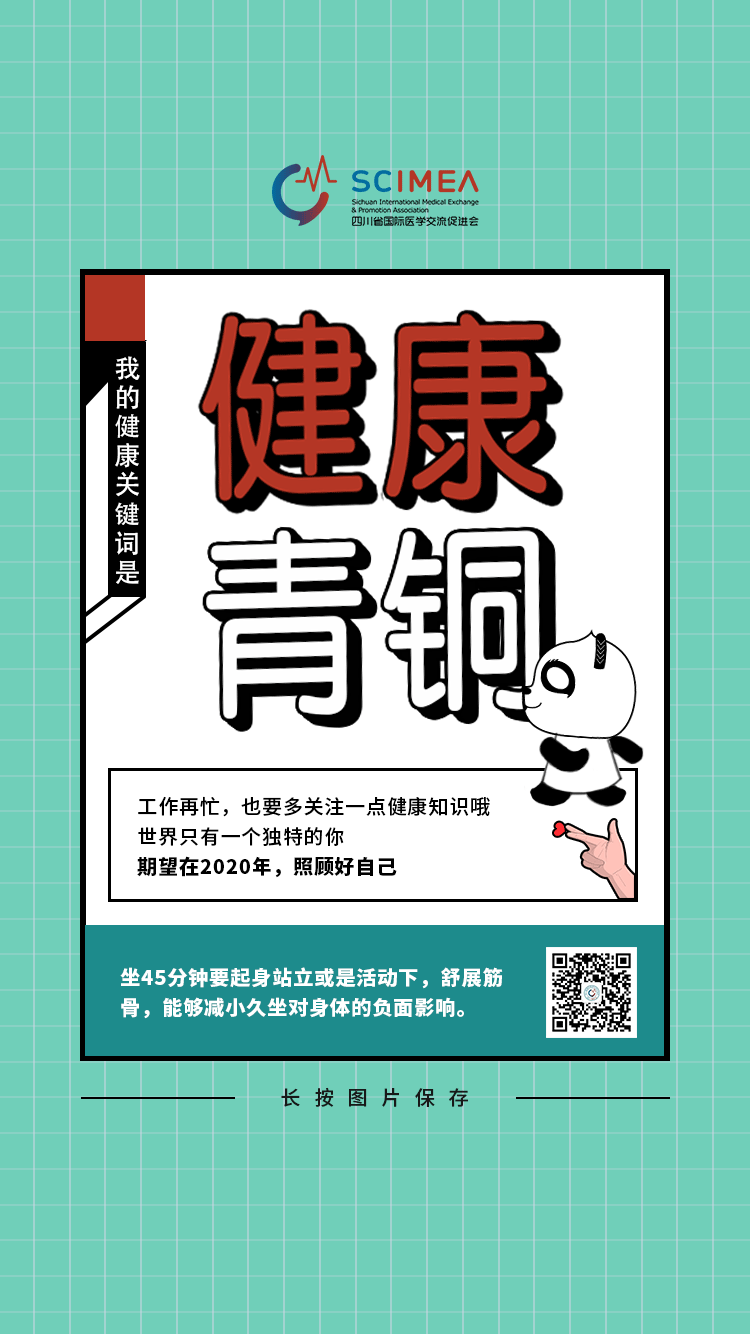 SCIMEA
Sichuan International Medical Exchange
& Promotion Association
四川省国际医学交流促进会
我的健康关键词是
健康
青铜
工作再忙，也要多关注一点健康知识哦
世界只有一个独特的你
期望在2020年，照顾好自己
坐45分钟要起身站立或是活动下，舒展筋
骨，能够减小久坐对身体的负面影响。
长按图片保存